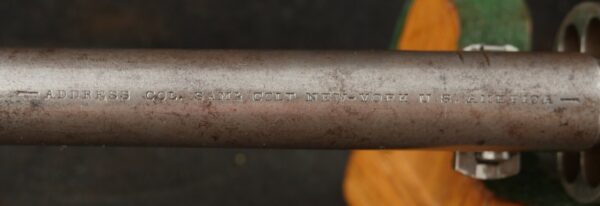 — ADDRESS COL. SAML COLT NEW-YORK U.S. AMERICA —